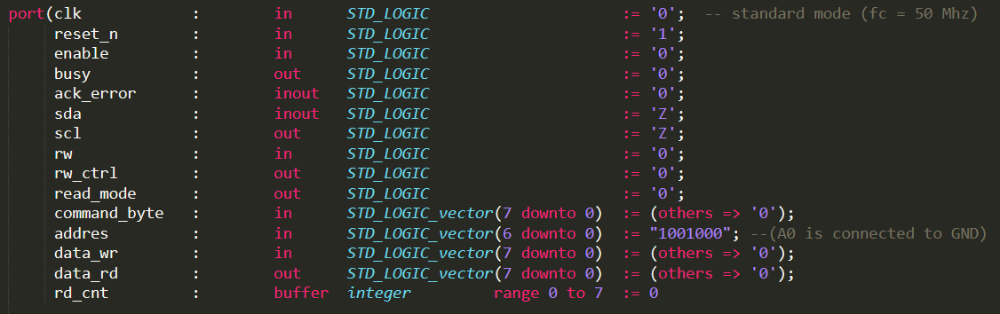 port(clk : in STD_LOGIC := '0'; -- standard mode (fc = 50 Mhz)
reset_n : in STD_LOGIC := '1';
enable : in STD_LOGIC := '0';
busy : out STD_LOGIC := '0';
ack_error : inout STD_LOGIC := '0';
sda : inout STD_LOGIC := 'Z';
scl : out STD_LOGIC := 'Z';
rw : in STD_LOGIC := '0';
rw_ctrl : out STD_LOGIC := '0';
read_mode : out STD_LOGIC := '0';
command_byte : in STD_LOGIC_vector(7 downto 0) := (others => '0');
addres : in STD_LOGIC_vector(6 downto 0) := "1001000"; --(A0 is connected to GND)
data_wr : in STD_LOGIC_vector(7 downto 0) := (others => '0');
data_rd : out STD_LOGIC_vector(7 downto 0) := (others => '0');
rd_cnt : buffer integer range 0 to 7 := 0